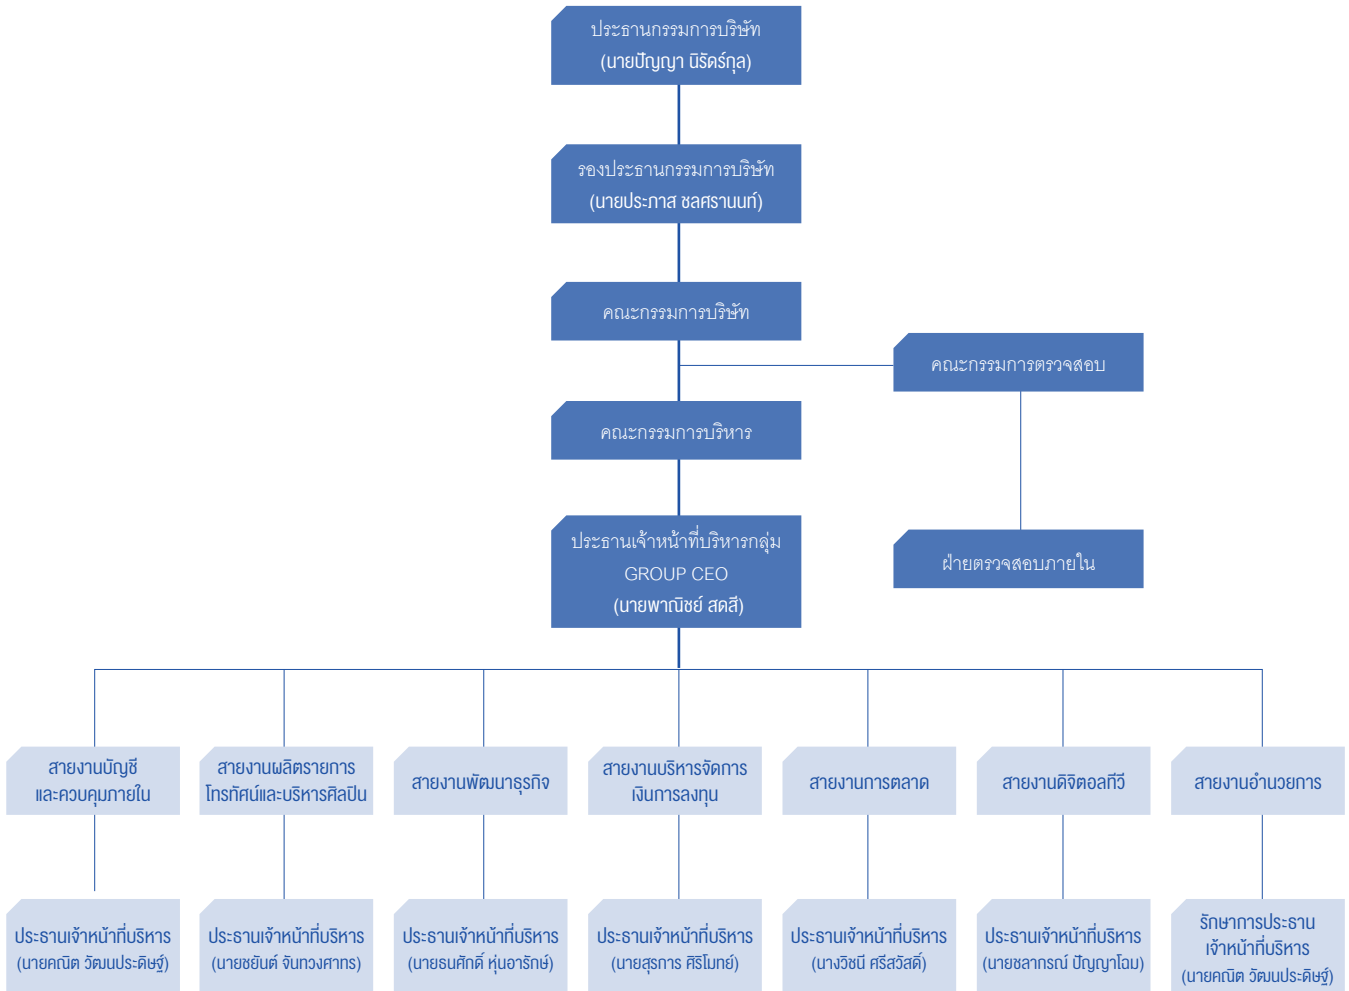 ประธานกรรมการบริษัท
(นายปัญญา นิรันดร์กุล)
รองประธานกรรมการบริษัท
(นายประภาส ชลศรานนท์)
คณะกรรมการบริษัท
คณะกรรมการตรวจสอบ
คณะกรรมการบริหาร
ประธานเจ้าหน้าที่บริหารกลุ่ม
GROUP CEO
(นายพาณิชย์ สดสี)
ฝ่ายตรวจสอบภายใน
สายงานบัญชี
และควบคุมภายใน
สายงานผลิตรายการ
โทรทัศน์และบริหารศิลปิน
สายงานพัฒนาธุรกิจ
สายงานบริหารจัดการ
เงินการลงทุน
สายงานการตลาด
สายงานดิจิตอลทีวี
สายงานอำนวยการ
ประธานเจ้าหน้าที่บริหาร
(นายคณิต วัฒนประดิษฐ์)
ประธานเจ้าหน้าที่บริหาร
(นายชยันต์ จันทวงศาทร)
ประธานเจ้าหน้าที่บริหาร
(นายธนศักดิ์ หุ่นอารักษ์)
ประธานเจ้าหน้าที่บริหาร
(นายสุรการ ศิริโมทย์)
ประธานเจ้าหน้าที่บริหาร
(นางวิชนี ศรีสวัสดิ์)
ประธานเจ้าหน้าที่บริหาร
(นายชลากรณ์ ปัญญาโฉม)
รักษาการประธาน
เจ้าหน้าที่บริหาร
(นายคณิต วัฒนประดิษฐ์)